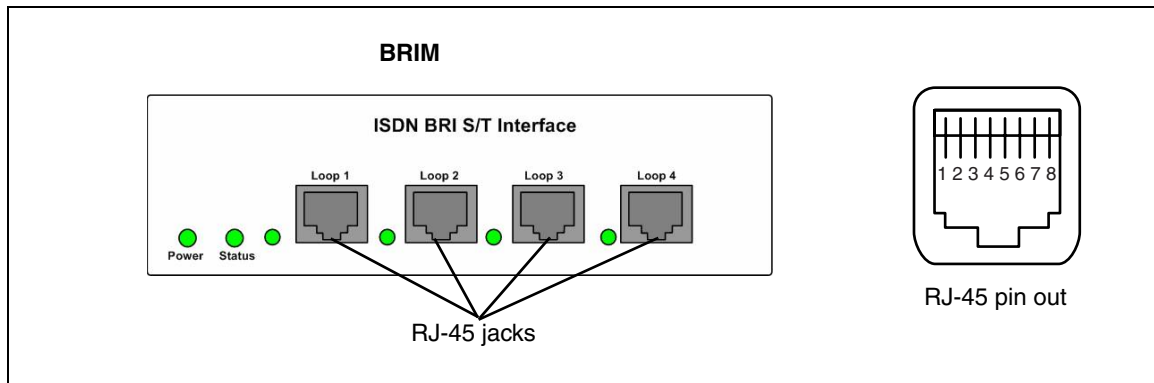 BRIM
ISDN BRI S/T Interface
Loop 1 Loop 2 Loop 3 Loop 4
Power Status
RJ-45 jacks
1 2 3 4 5 6 7 8
RJ-45 pin out